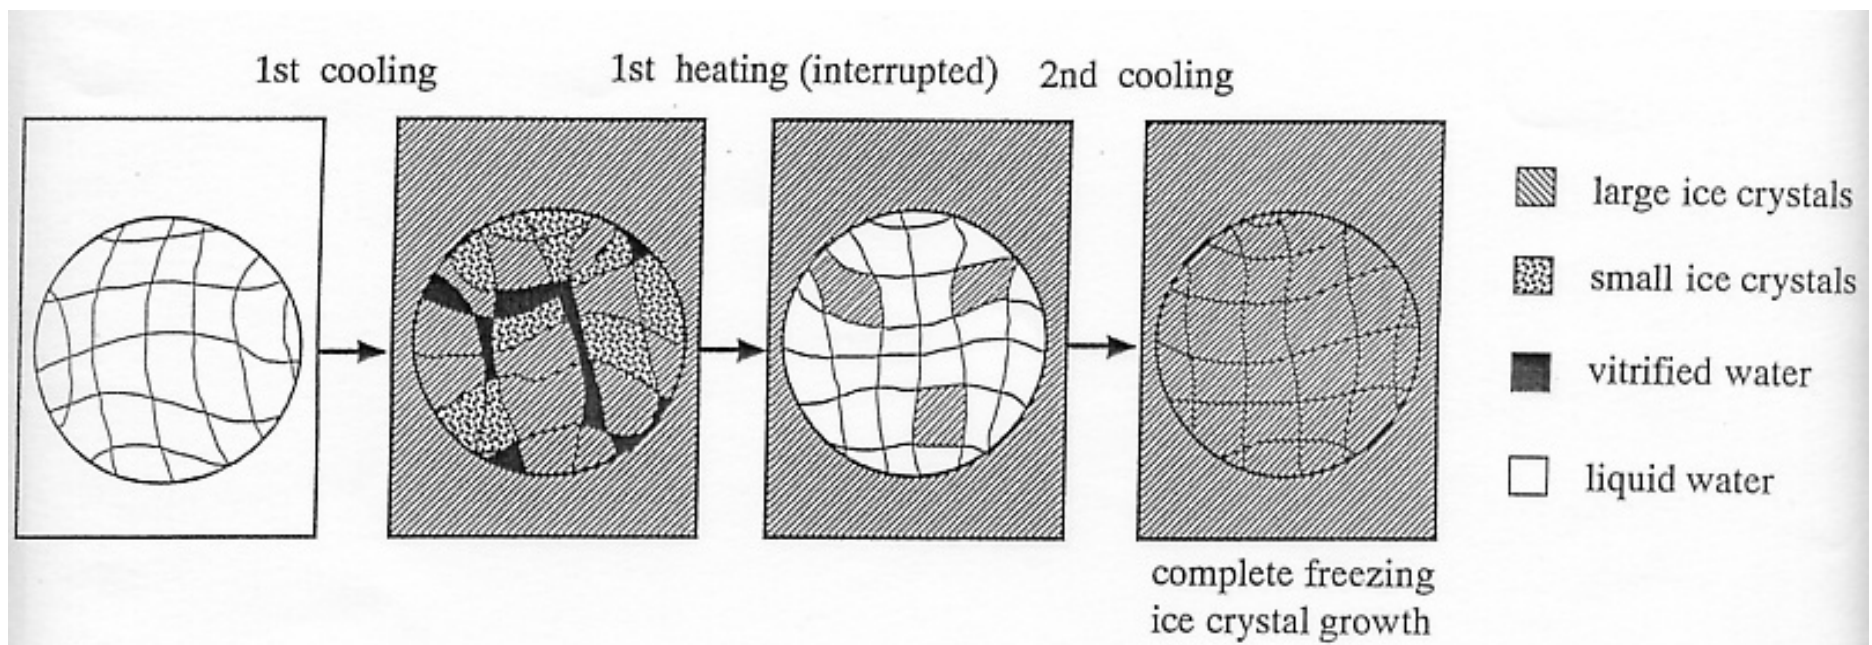 1st cooling
1st heating (interrupted)
2nd cooling
large ice crystals
small ice crystals
vitrified water
liquid water
complete freezing
ice crystal growth